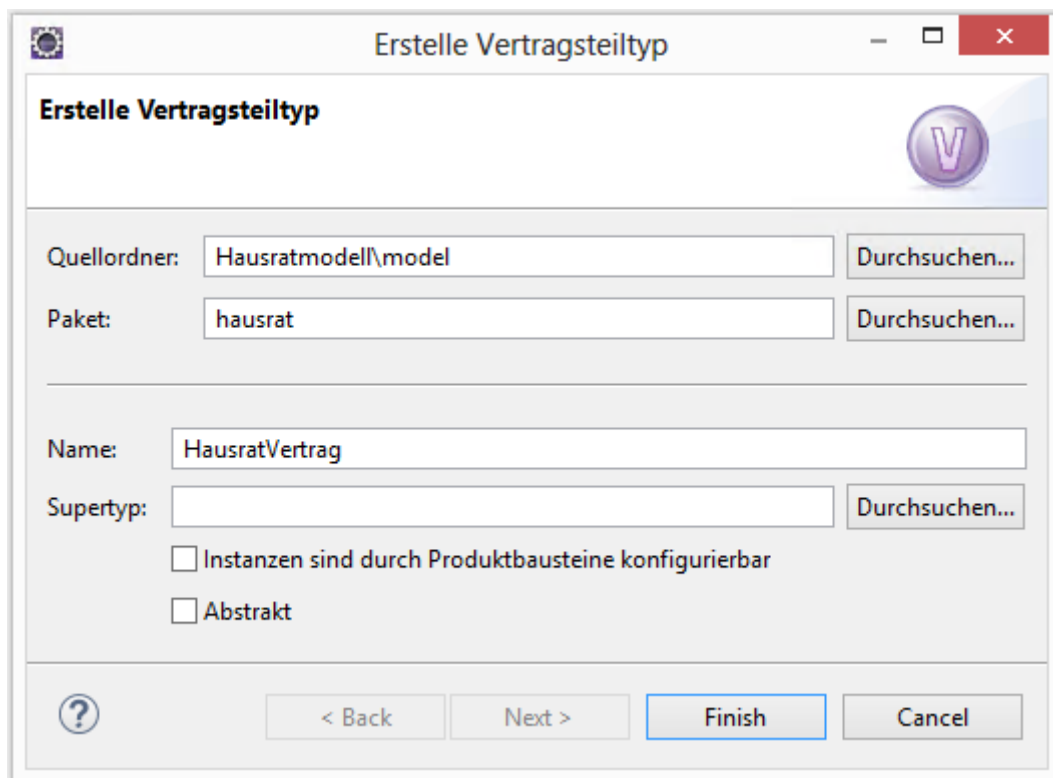 Erstelle Vertragsteiltyp
Erstelle Vertragsteiltyp
V
Quellordner: Hausratmodell\model Durchsuchen...
Paket: hausrat Durchsuchen...
Name: HausratVertrag
Supertyp: Durchsuchen...
Instanzen sind durch Produktbausteine konfigurierbar
Abstrakt
? < Back Next > Finish Cancel